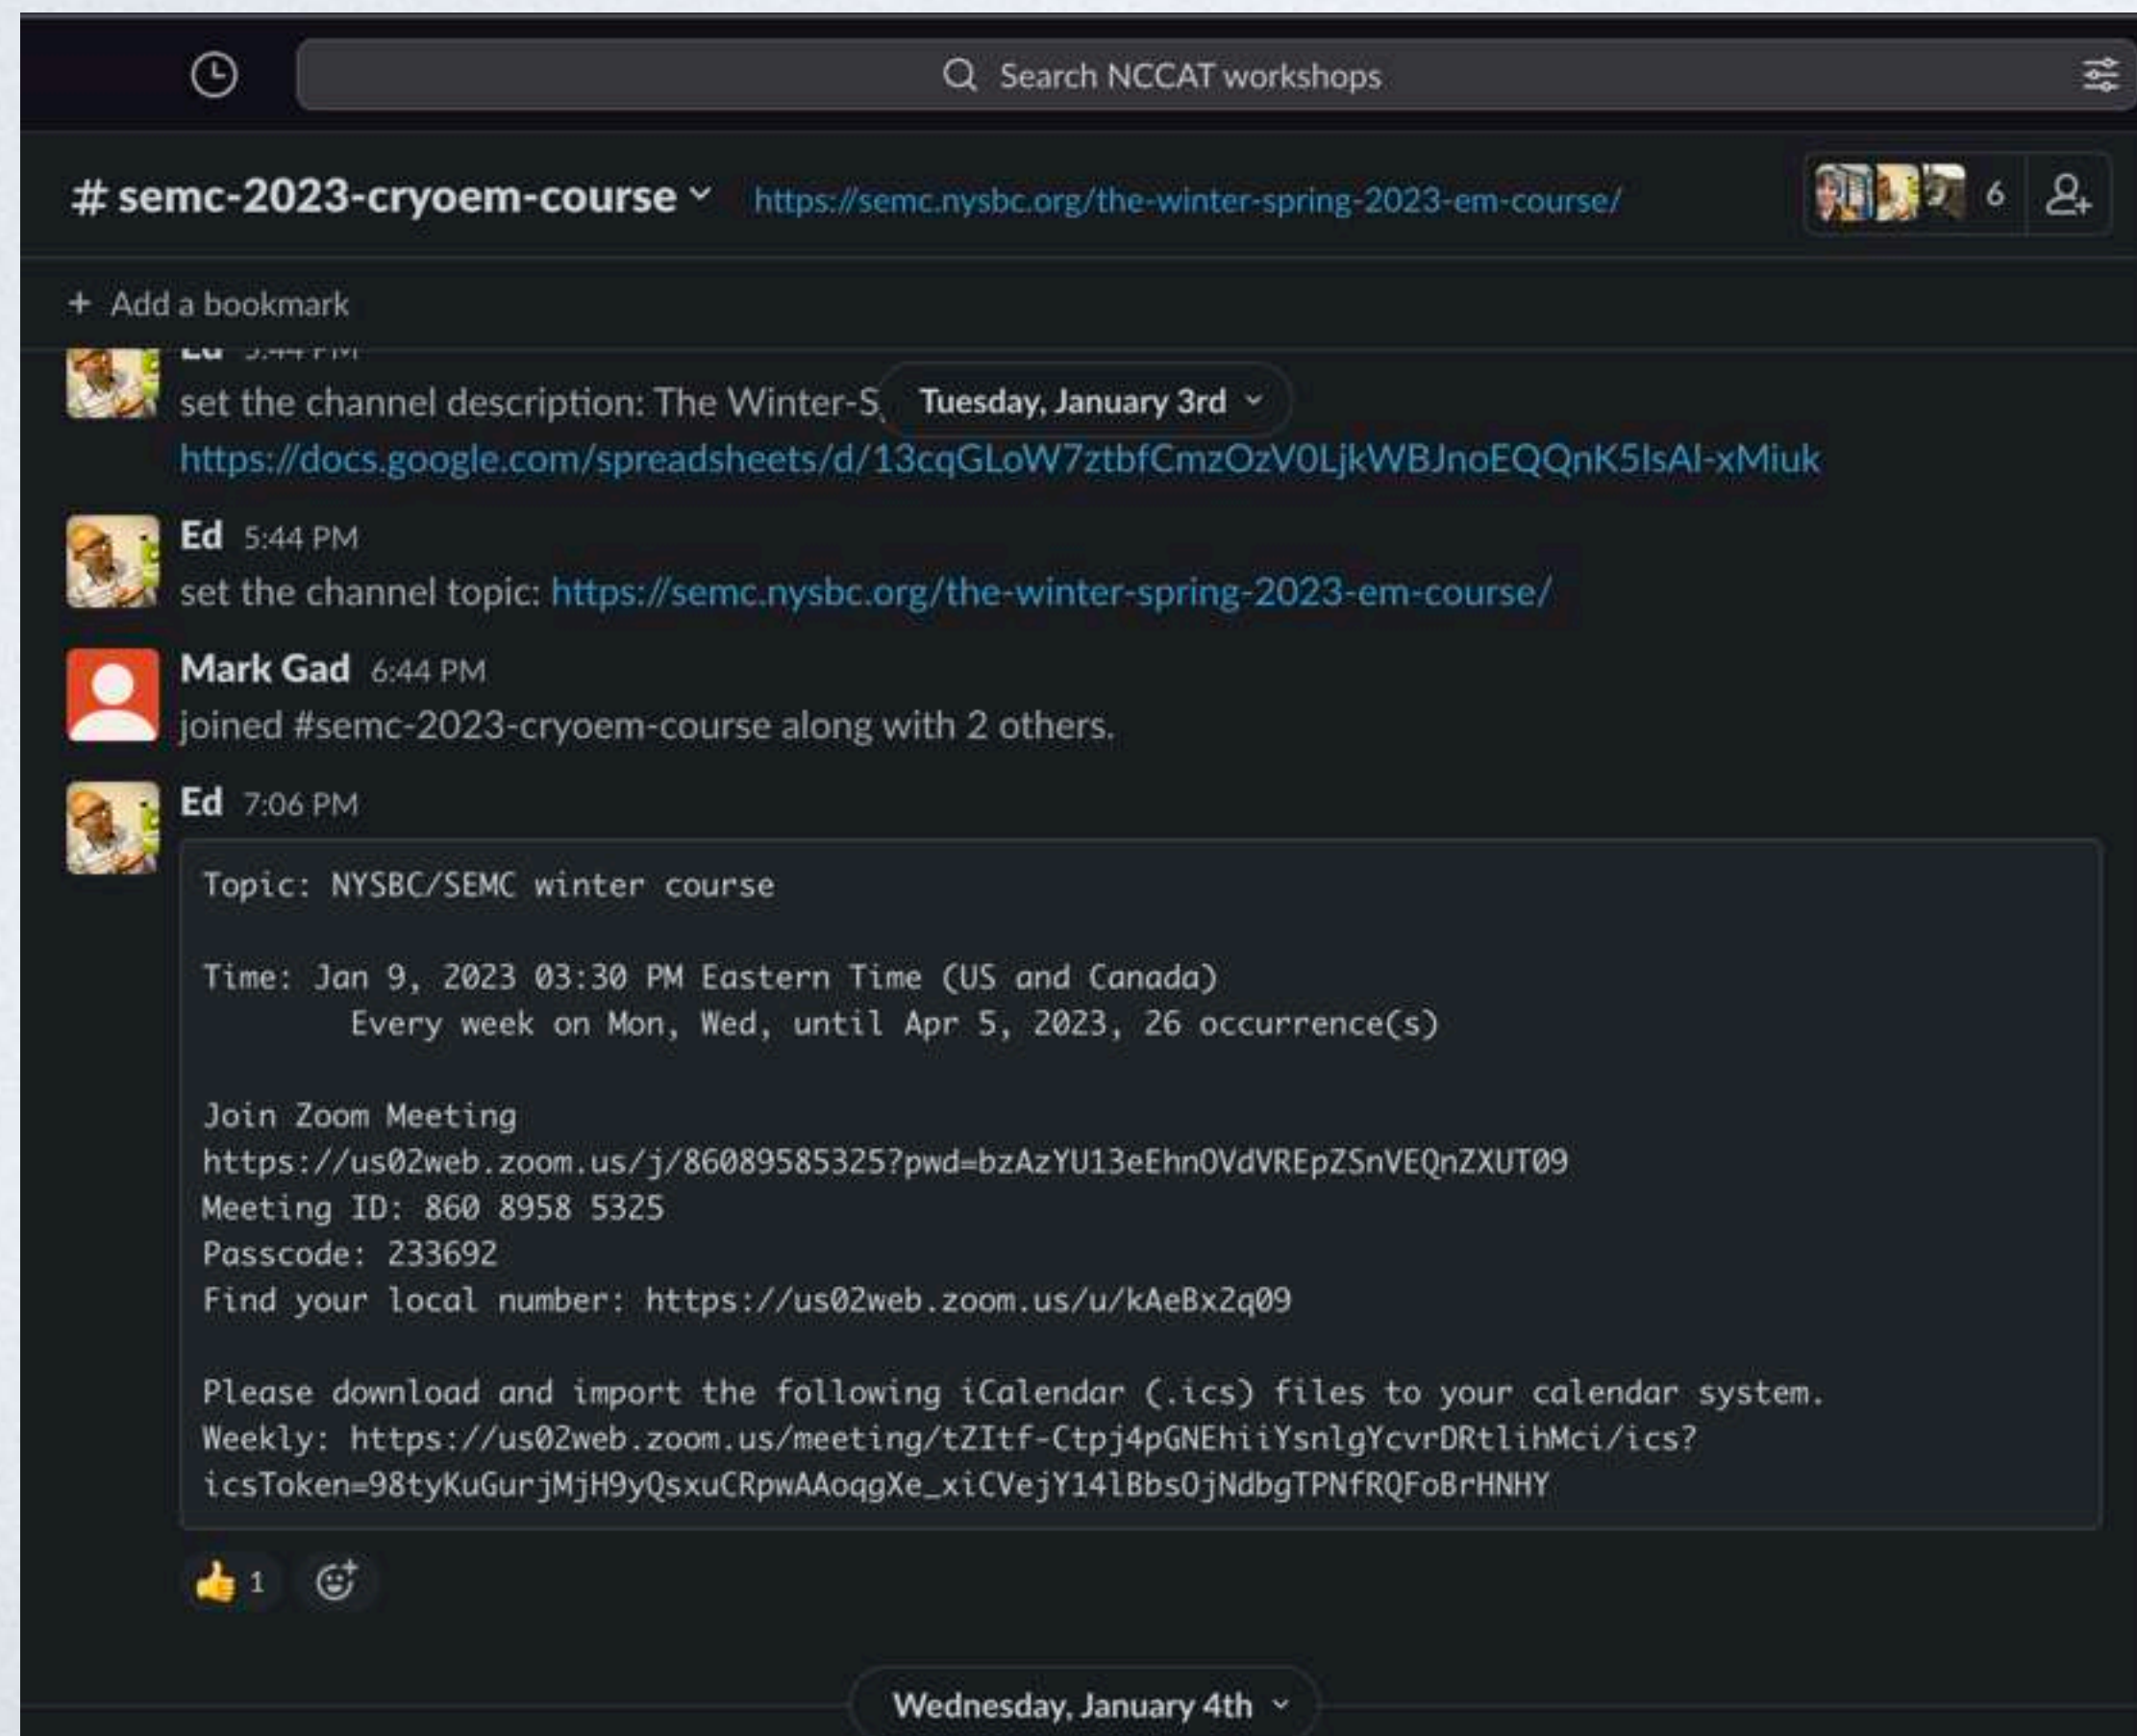 Search NCCAT workshops
# semc-2023-cryoem-course https://semc.nysbc.org/the-winter-spring-2023-em-course/ 6
+ Add a bookmark
Ed 5:44 PM
set the channel description: The Winter-S
Tuesday, January 3rd
https://docs.google.com/spreadsheets/d/13cqGLoW7ztbfCmzOzV0LjkWBJnoEQQnK5IsAl-xMiuk
Ed 5:44 PM
set the channel topic: https://semc.nysbc.org/the-winter-spring-2023-em-course/
Mark Gad 6:44 PM
joined #semc-2023-cryoem-course along with 2 others.
Ed 7:06 PM
Topic: NYSBC/SEMC winter course
Time: Jan 9, 2023 03:30 PM Eastern Time (US and Canada)
Every week on Mon, Wed, until Apr 5, 2023, 26 occurrence(s)
Join Zoom Meeting
https://us02web.zoom.us/j/86089585325?pwd=bzAzYU13eEhnOVdVREpZSnVEQnZXUT09
Meeting ID: 860 8958 5325
Passcode: 233692
Find your local number: https://us02web.zoom.us/u/kAeBx2q09
Please download and import the following iCalendar (.ics) files to your calendar system.
Weekly: https://us02web.zoom.us/meeting/tZItf-Ctpj4pGNEhiiYsnlgYcvrDRtlihMci/ics?
icsToken=98tyKuGurjMjH9yQsxuCRpwAAoqgXe_xiCVejY14lBbsOjNdbgTPNfRQFoBrHNHY
1
Wednesday, January 4th